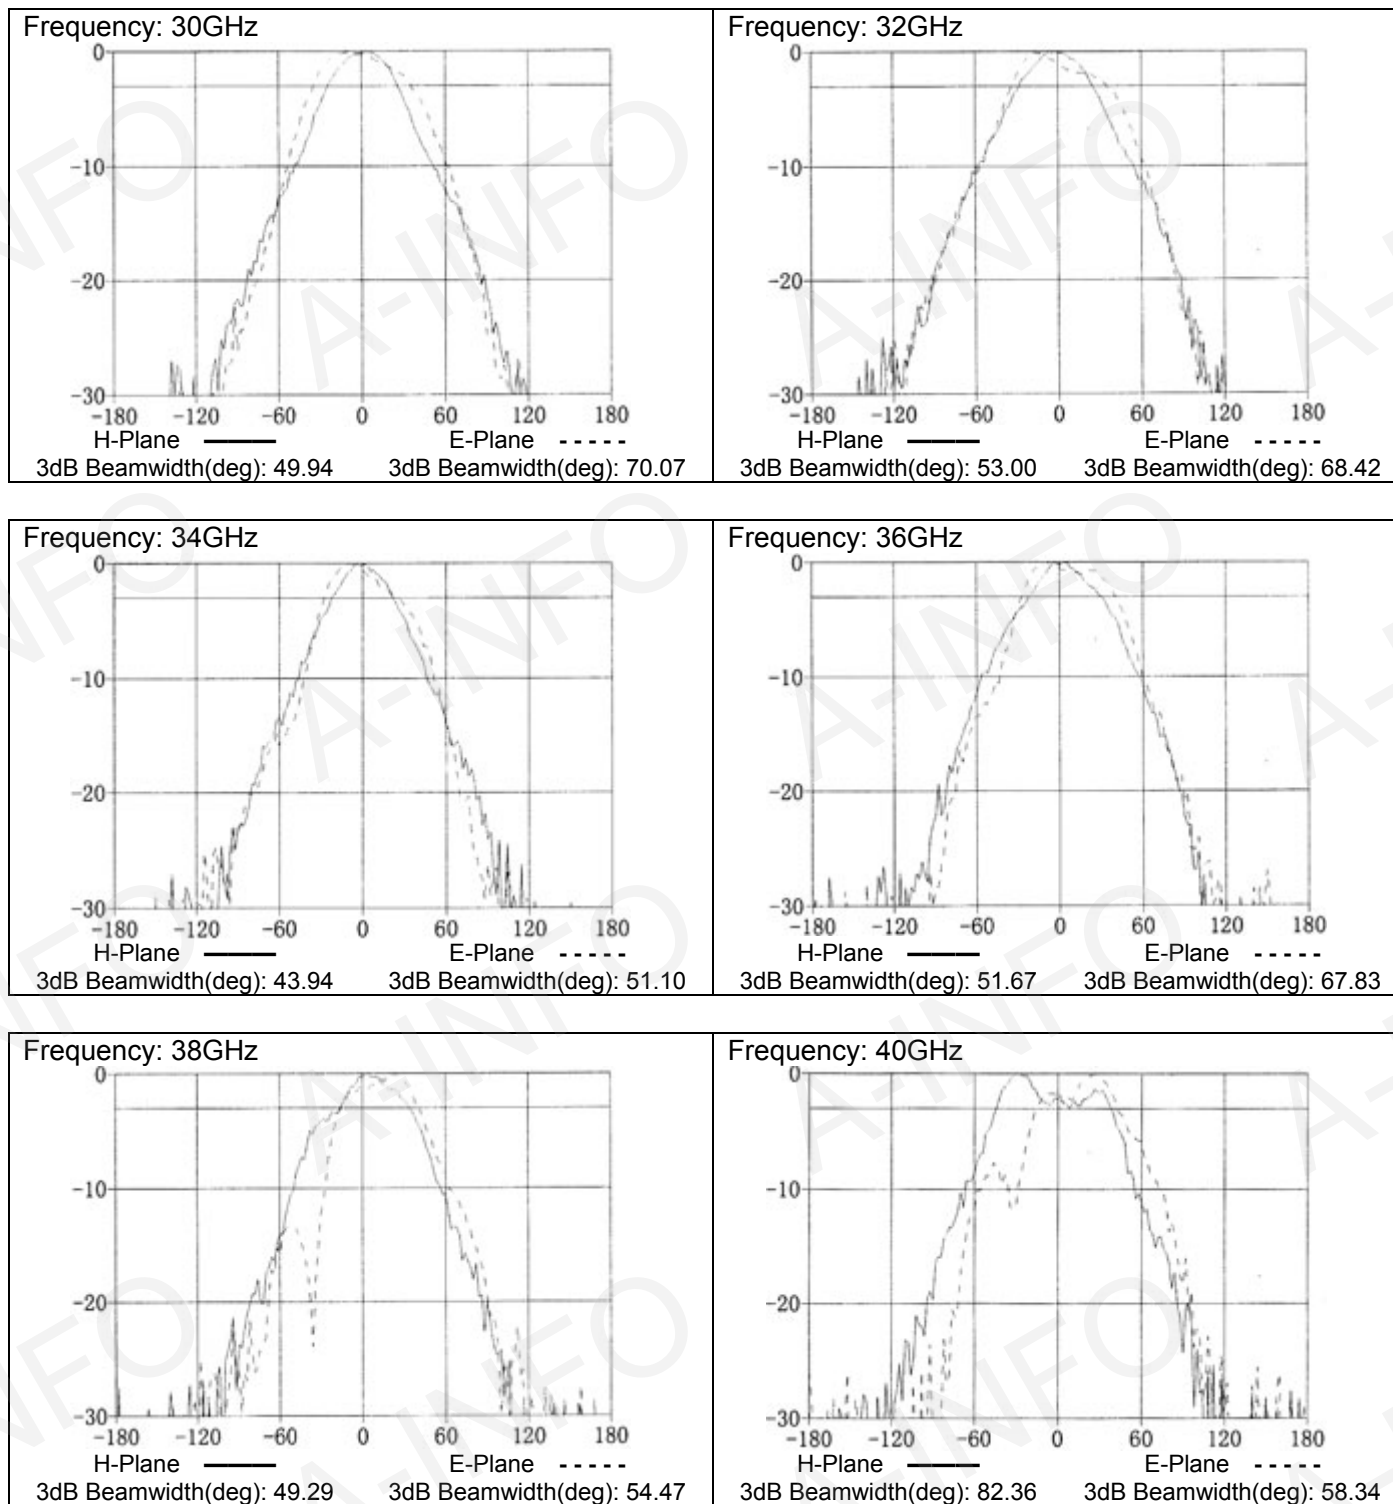 Frequency: 30GHz
0
-10
-20
-30
-180 -120 -60 0 60 120 180
H-Plane E-Plane
3dB Beamwidth(deg): 49.94 3dB Beamwidth(deg): 70.07
Frequency: 32GHz
0
-10
-20
-30
-180 -120 -60 0 60 120 180
H-Plane E-Plane
3dB Beamwidth(deg): 53.00 3dB Beamwidth(deg): 68.42
Frequency: 34GHz
0
-10
-20
-30
-180 -120 -60 0 60 120 180
H-Plane E-Plane
3dB Beamwidth(deg): 43.94 3dB Beamwidth(deg): 51.10
Frequency: 36GHz
0
-10
-20
-30
-180 -120 -60 0 60 120 180
H-Plane E-Plane
3dB Beamwidth(deg): 51.67 3dB Beamwidth(deg): 67.83
Frequency: 38GHz
0
-10
-20
-30
-180 -120 -60 0 60 120 180
H-Plane E-Plane
3dB Beamwidth(deg): 49.29 3dB Beamwidth(deg): 54.47
Frequency: 40GHz
0
-10
-20
-30
-180 -120 -60 0 60 120 180
H-Plane E-Plane
3dB Beamwidth(deg): 82.36 3dB Beamwidth(deg): 58.34
A-INFO
A-INFO
A-INFO
A-INFO
A-INFO
A-INFO